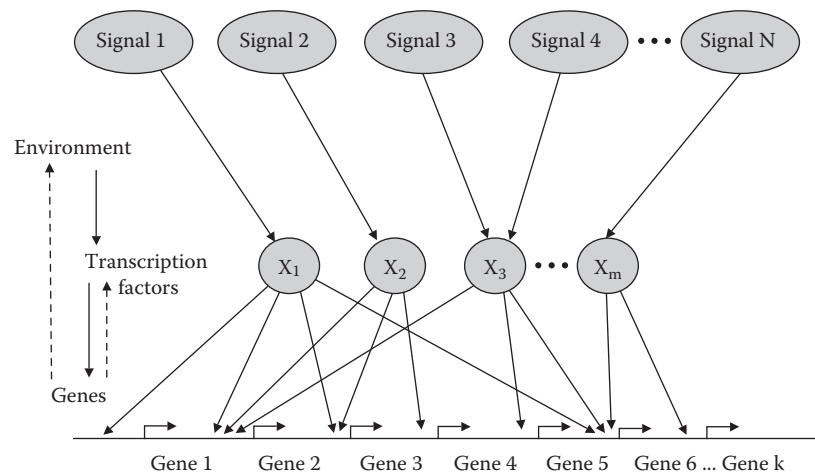 Signal 1 Signal 2 Signal 3 Signal 4 ••• Signal N
Environment
Transcription
factors
X1 X2 X3 ••• Xm
Genes
Gene 1 Gene 2 Gene 3 Gene 4 Gene 5 Gene 6 ... Gene k